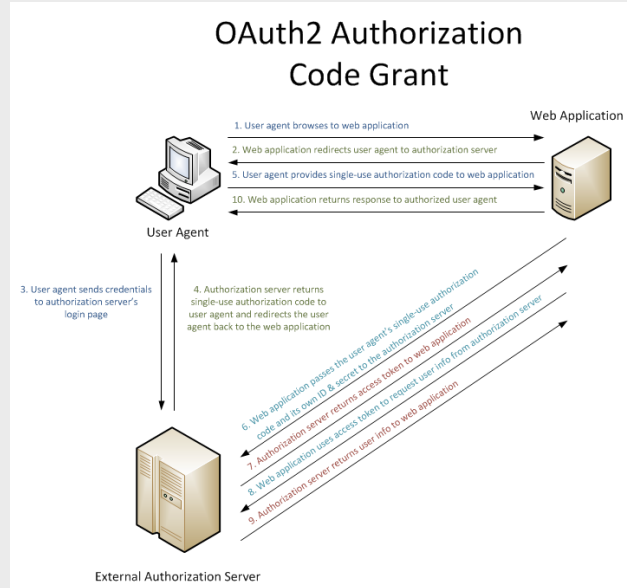 OAuth2 Authorization
Code Grant
Web Application
1. User agent browses to web application
2. Web application redirects user agent to authorization server
5. User agent provides single-use authorization code to web application
10. Web application returns response to authorized user agent
User Agent
3. User agent sends credentials
to authorization server's
login page
4. Authorization server returns
single-use authorization code to
user agent and redirects the user
agent back to the web application
6. Web application passes the user agent's single-use authorization
code and its own ID & secret to the authorization server
7. Authorization server returns access token to web application
8. Web application uses access token to request user info from authorization server
9. Authorization server returns user info to web application
External Authorization Server